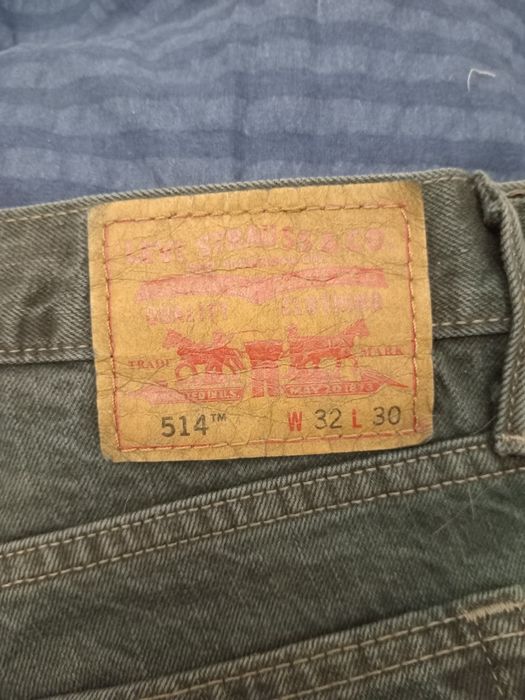 LEVI STRAUSS & CO.
QUALITY CLOTHING
TRADE MARK
514™ W 32 L 30